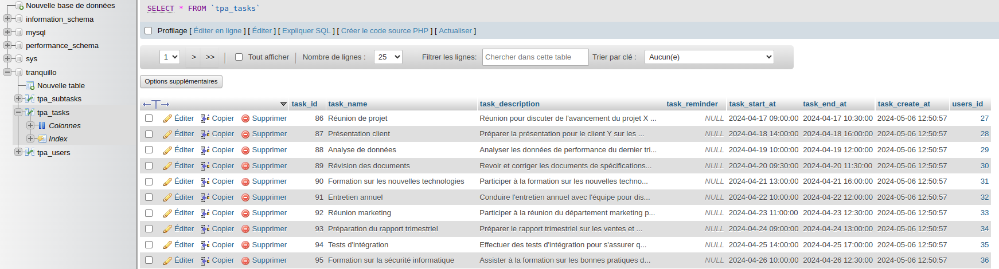 Nouvelle base de données
information_schema
mysql
performance_schema
sys
tranquillo
Nouvelle table
tpa_subtasks
tpa_tasks
Colonnes
Index
tpa_users
SELECT * FROM `tpa_tasks`
Profilage [ Éditer en ligne ] [ Éditer ] [ Expliquer SQL ] [ Créer le code source PHP ] [ Actualiser ]
1 > >> | Tout afficher | Nombre de lignes : 25 Filtrer les lignes: Chercher dans cette table Trier par clé : Aucun(e)
Options supplémentaires
←T→ task_id task_name task_description task_reminder task_start_at task_end_at task_create_at users_id
Éditer Copier Supprimer 86 Réunion de projet Réunion pour discuter de l'avancement du projet X ... NULL 2024-04-17 09:00:00 2024-04-17 10:30:00 2024-05-06 12:50:57 27
Éditer Copier Supprimer 87 Présentation client Préparer la présentation pour le client Y sur les ... NULL 2024-04-18 14:00:00 2024-04-18 16:00:00 2024-05-06 12:50:57 28
Éditer Copier Supprimer 88 Analyse de données Analyser les données de performance du dernier tri... NULL 2024-04-19 10:00:00 2024-04-19 12:00:00 2024-05-06 12:50:57 29
Éditer Copier Supprimer 89 Révision des documents Revoir et corriger les documents de spécifications... NULL 2024-04-20 09:30:00 2024-04-20 11:30:00 2024-05-06 12:50:57 30
Éditer Copier Supprimer 90 Formation sur les nouvelles technologies Participer à la formation sur les nouvelles techno... NULL 2024-04-21 13:00:00 2024-04-21 16:00:00 2024-05-06 12:50:57 31
Éditer Copier Supprimer 91 Entretien annuel Conduire l'entretien annuel avec l'équipe pour dis... NULL 2024-04-22 10:00:00 2024-04-22 12:00:00 2024-05-06 12:50:57 32
Éditer Copier Supprimer 92 Réunion marketing Participer à la réunion du département marketing p... NULL 2024-04-23 11:00:00 2024-04-23 12:30:00 2024-05-06 12:50:57 33
Éditer Copier Supprimer 93 Préparation du rapport trimestriel Préparer le rapport trimestriel sur les ventes et ... NULL 2024-04-24 09:00:00 2024-04-24 13:00:00 2024-05-06 12:50:57 34
Éditer Copier Supprimer 94 Tests d'intégration Effectuer des tests d'intégration pour s'assurer q... NULL 2024-04-25 14:00:00 2024-04-25 17:00:00 2024-05-06 12:50:57 35
Éditer Copier Supprimer 95 Formation sur la sécurité informatique Assister à la formation sur les bonnes pratiques d... NULL 2024-04-26 10:00:00 2024-04-26 12:30:00 2024-05-06 12:50:57 36